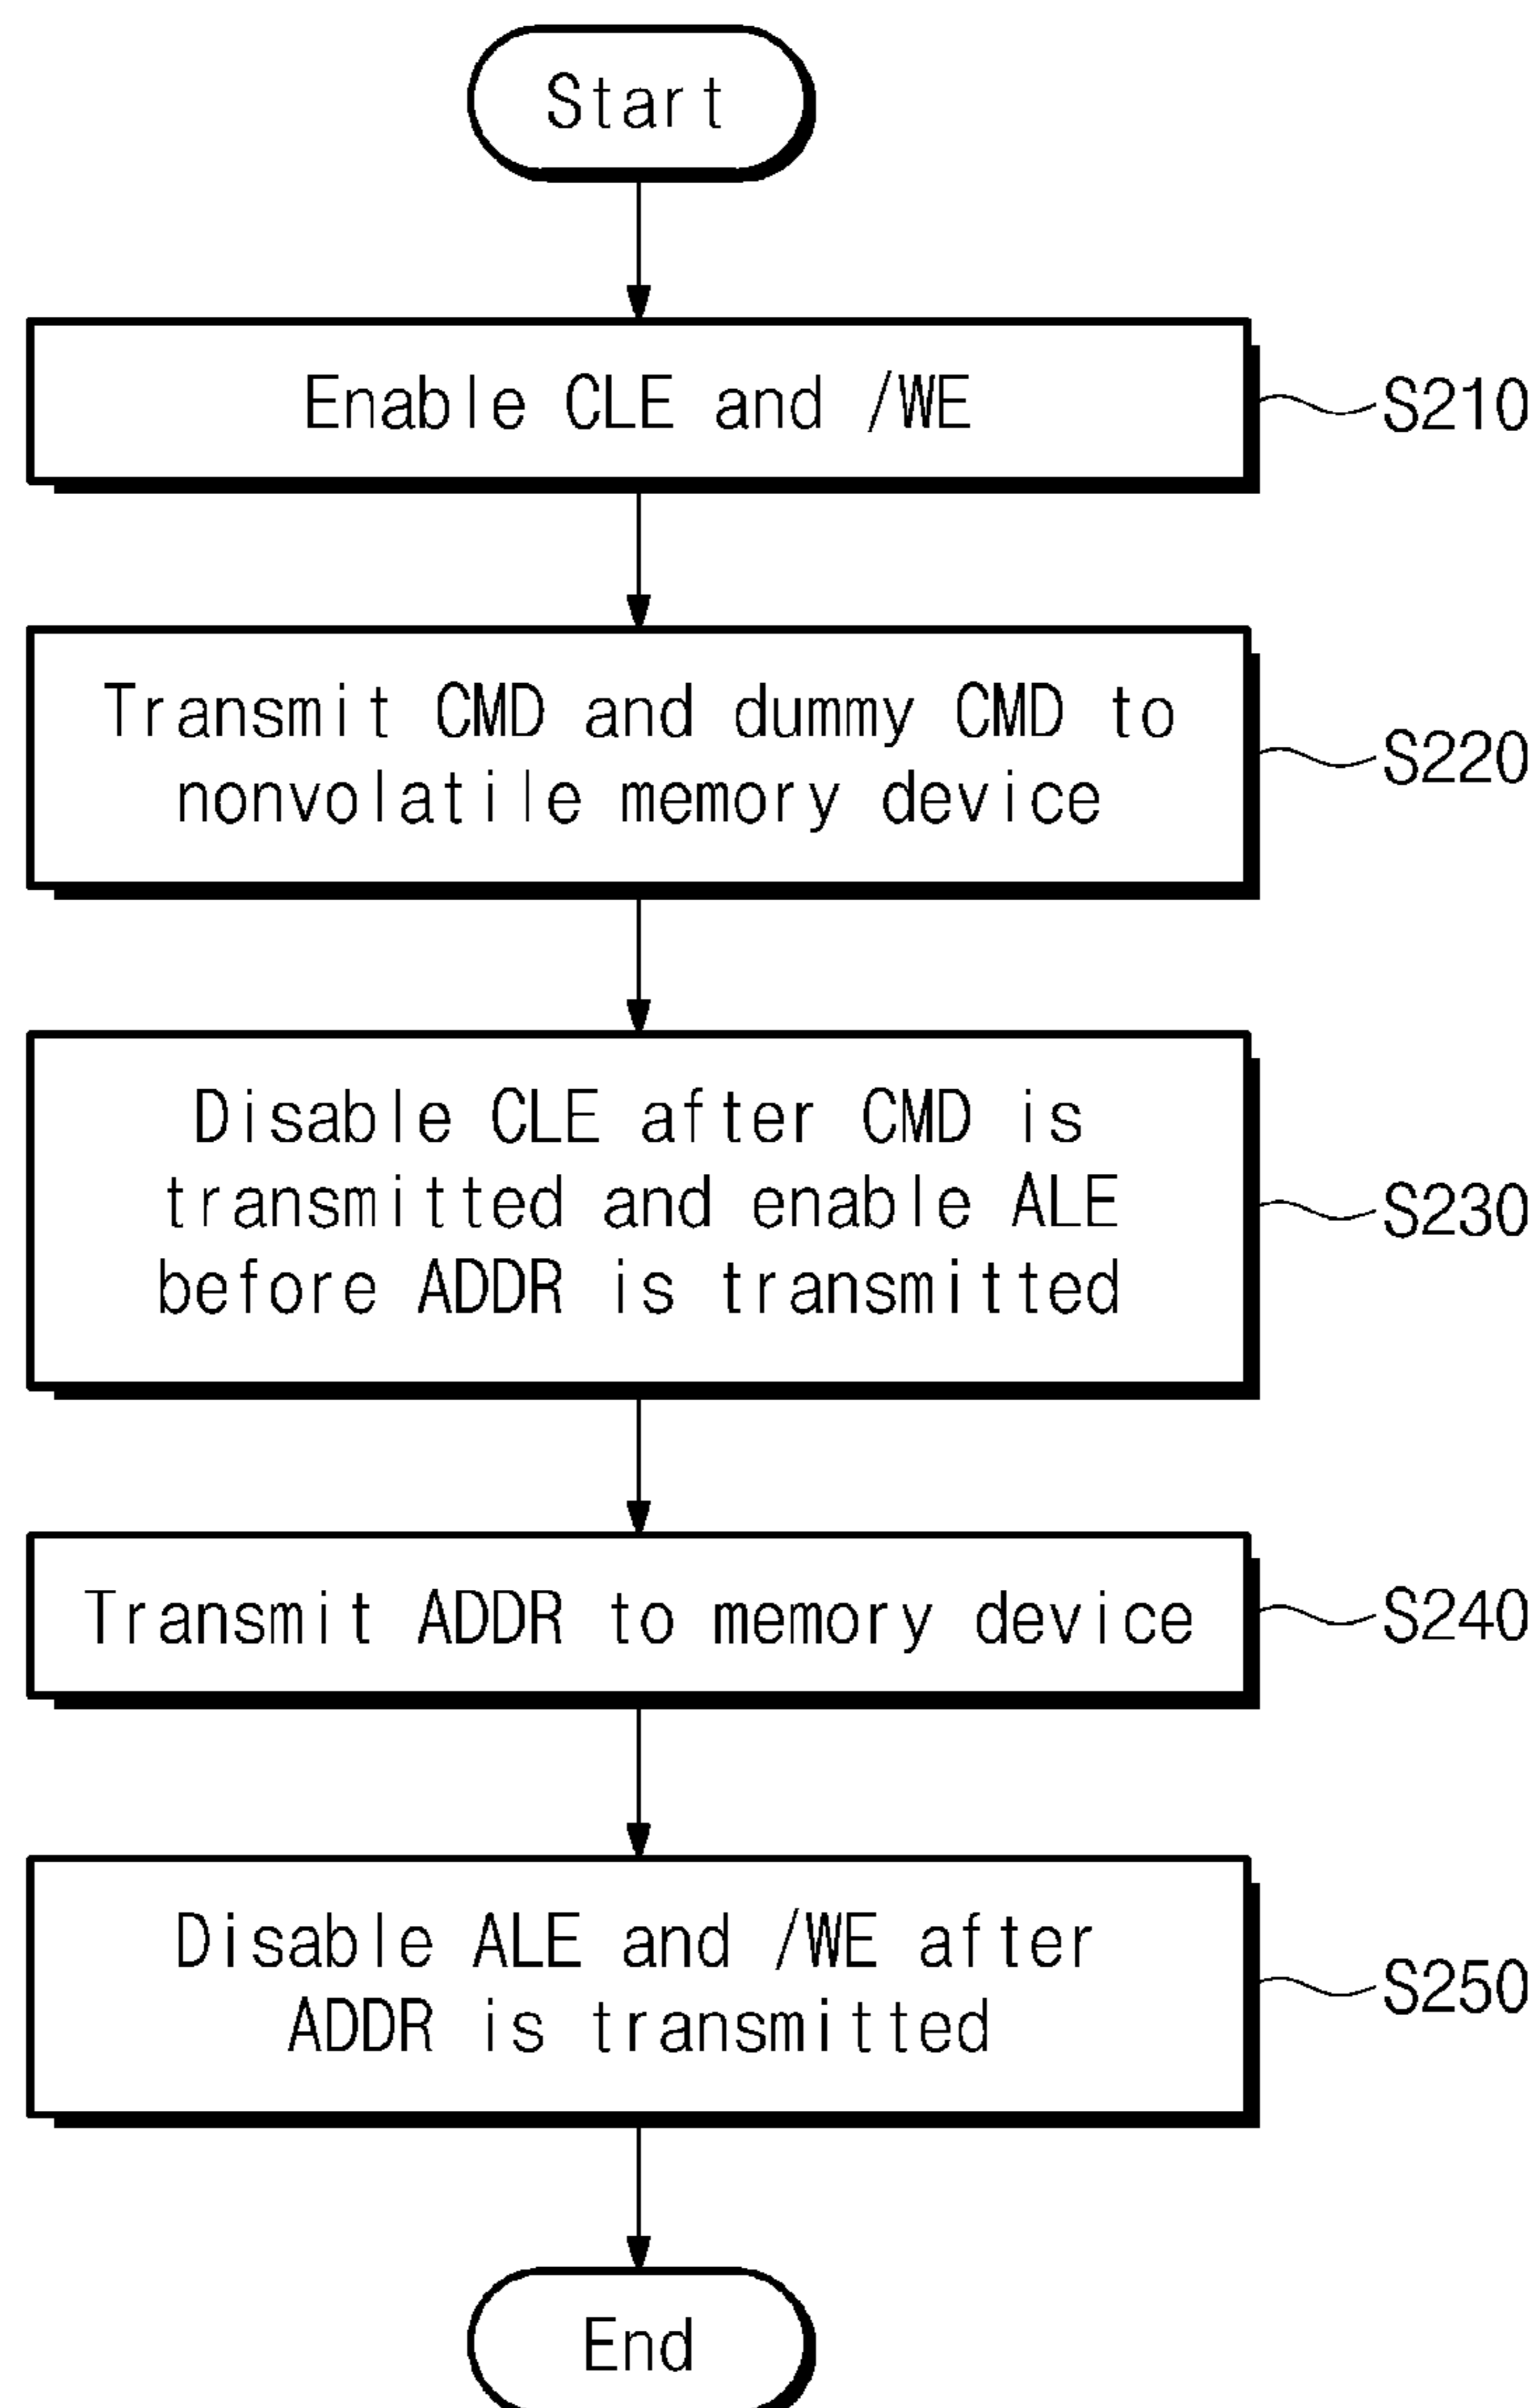 Start
Enable CLE and /WE
S210
Transmit CMD and dummy CMD to
nonvolatile memory device
S220
Disable CLE after CMD is
transmitted and enable ALE
before ADDR is transmitted
S230
Transmit ADDR to memory device
S240
Disable ALE and /WE after
ADDR is transmitted
S250
End